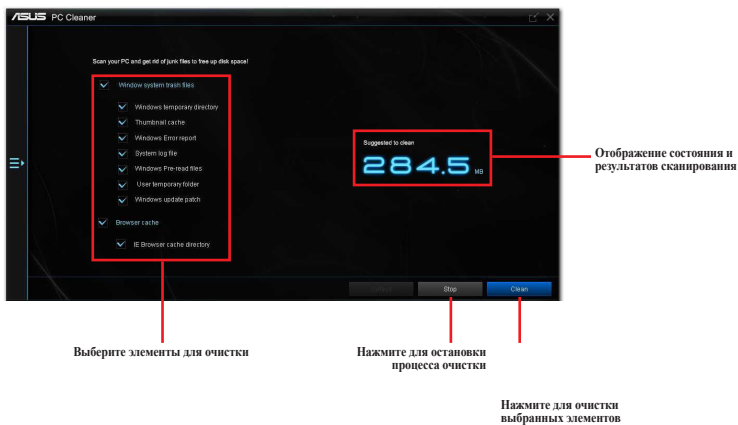 ASUS PC Cleaner
Scan your PC and get rid of junk files to free up disk space!
Window system trash files
Windows temporary directory
Thumbnail cache
Windows Error report
System log file
Windows Pre-read files
User temporary folder
Windows update patch
Browser cache
IE Browser cache directory
Suggested to clean
284.5 MB
Stop
Clean
Отображение состояния и
результатов сканирования
Выберите элементы для очистки
Нажмите для остановки
процесса очистки
Нажмите для очистки
выбранных элементов